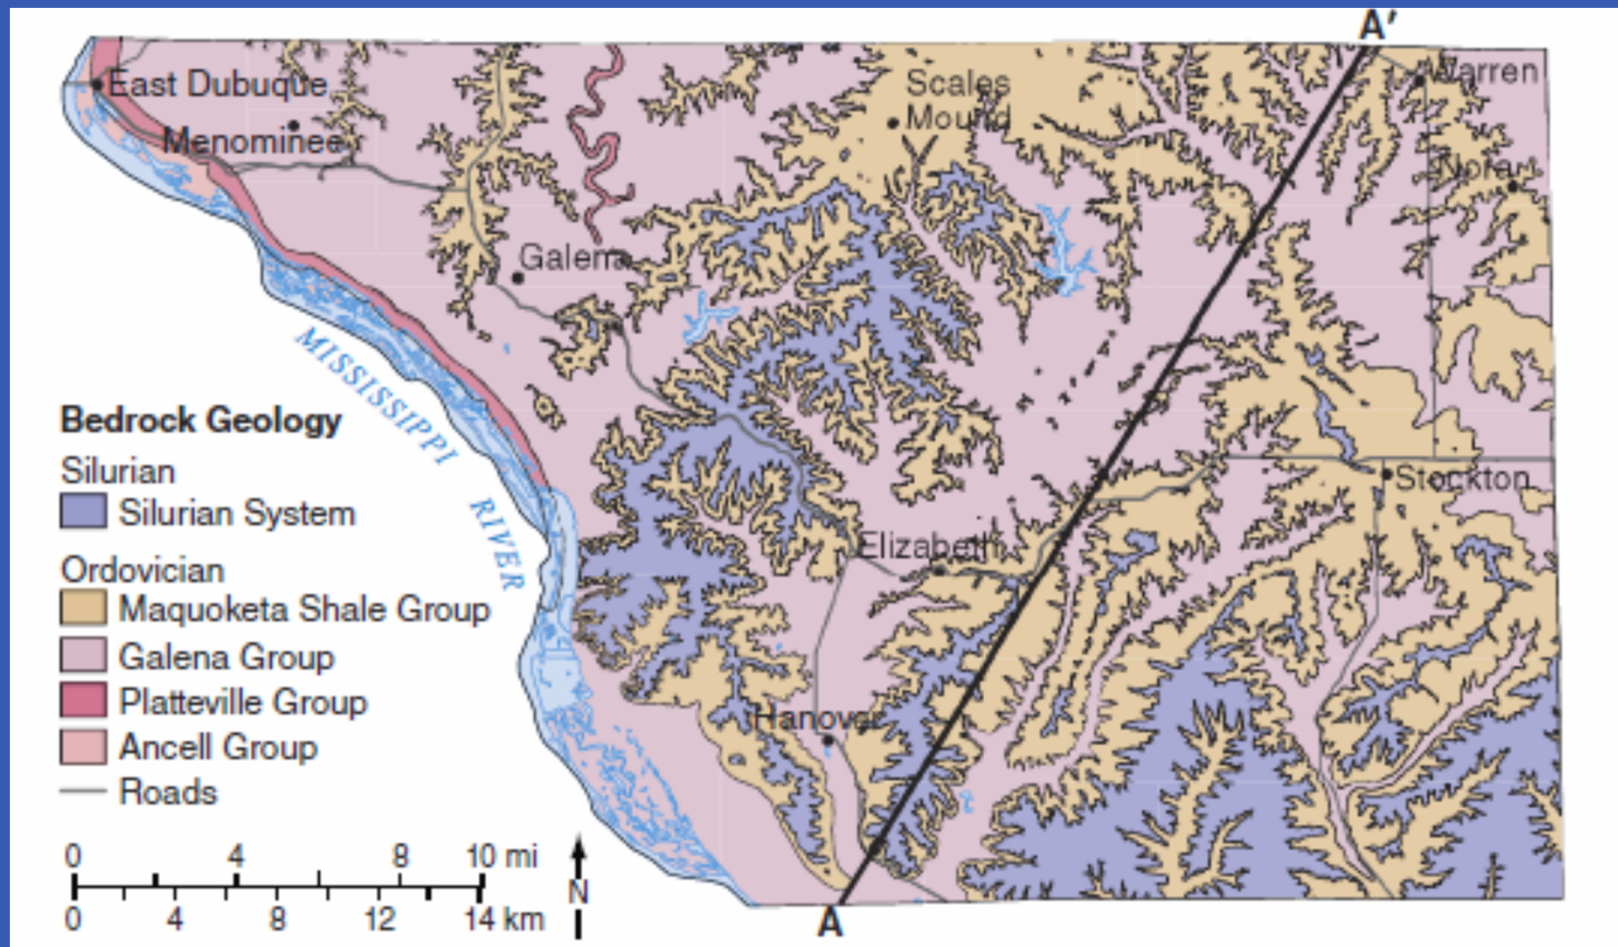 A'
East Dubuque
Menominee
Scales
Mound
Warren
Nora
Galena
MISSISSIPPI
RIVER
Stockton
Elizabeth
Hanover
A
Bedrock Geology
Silurian
Silurian System
Ordovician
Maquoketa Shale Group
Galena Group
Platteville Group
Ancell Group
Roads
0 4 8 10 mi
0 4 8 12 14 km
N